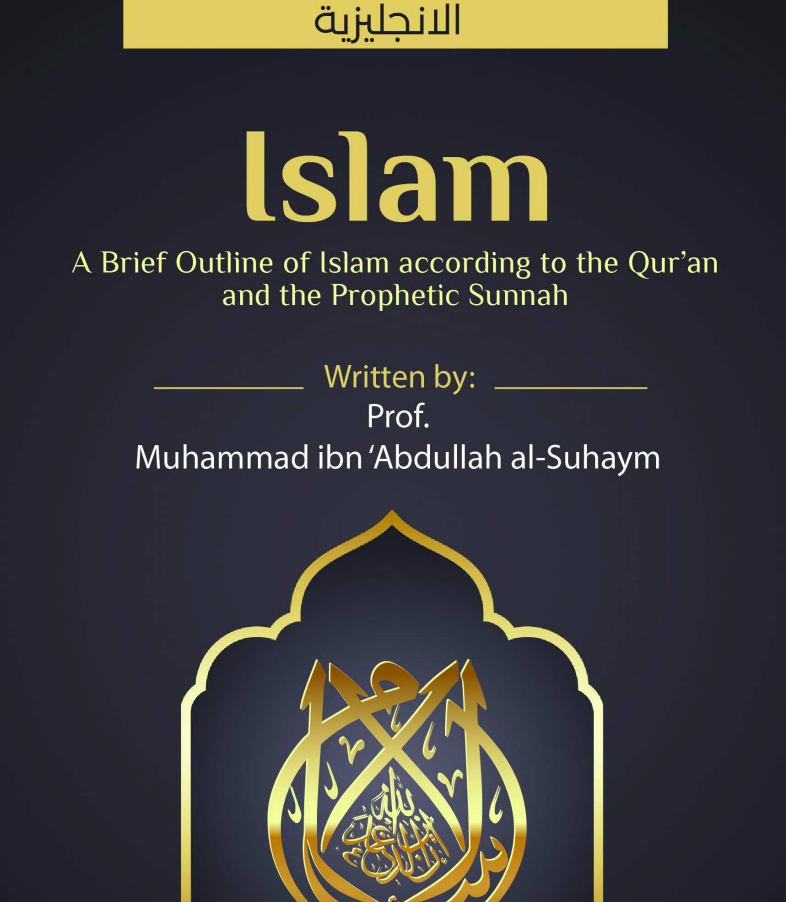 الانجليزية
Islam
A Brief Outline of Islam according to the Qur’an
and the Prophetic Sunnah
Written by:
Prof.
Muhammad ibn ‘Abdullah al-Suhaym